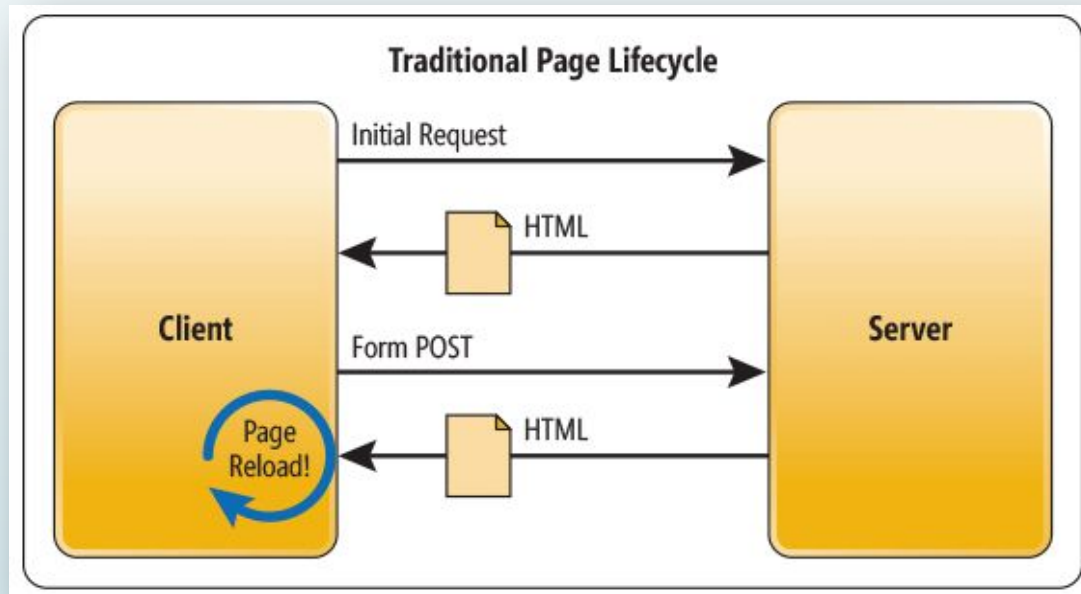 Traditional Page Lifecycle
Initial Request
HTML
Client
Server
Form POST
HTML
Page
Reload!